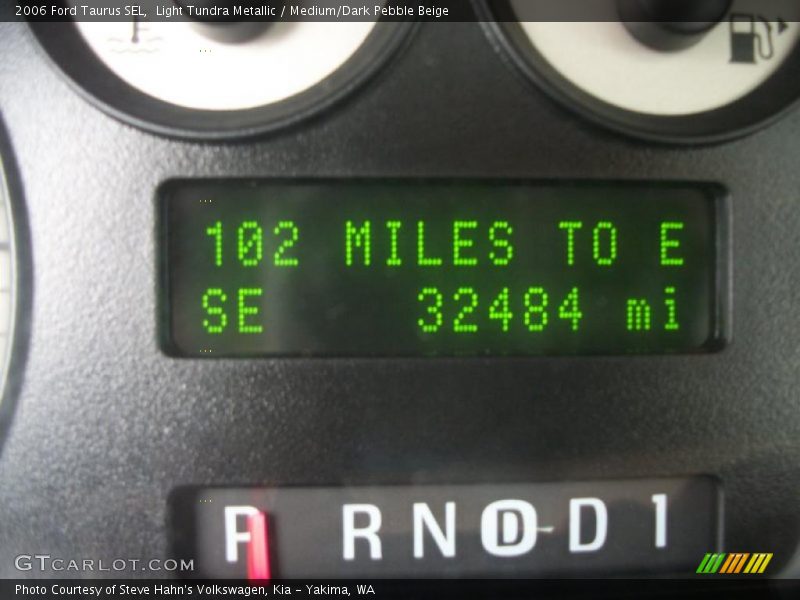 2006 Ford Taurus SEL,  Light Tundra Metallic / Medium/Dark Pebble Beige
102 MILES TO E
SE 32484 mi
P RN D D 1
GTCARLOT.COM
Photo Courtesy of Steve Hahn's Volkswagen, Kia - Yakima, WA